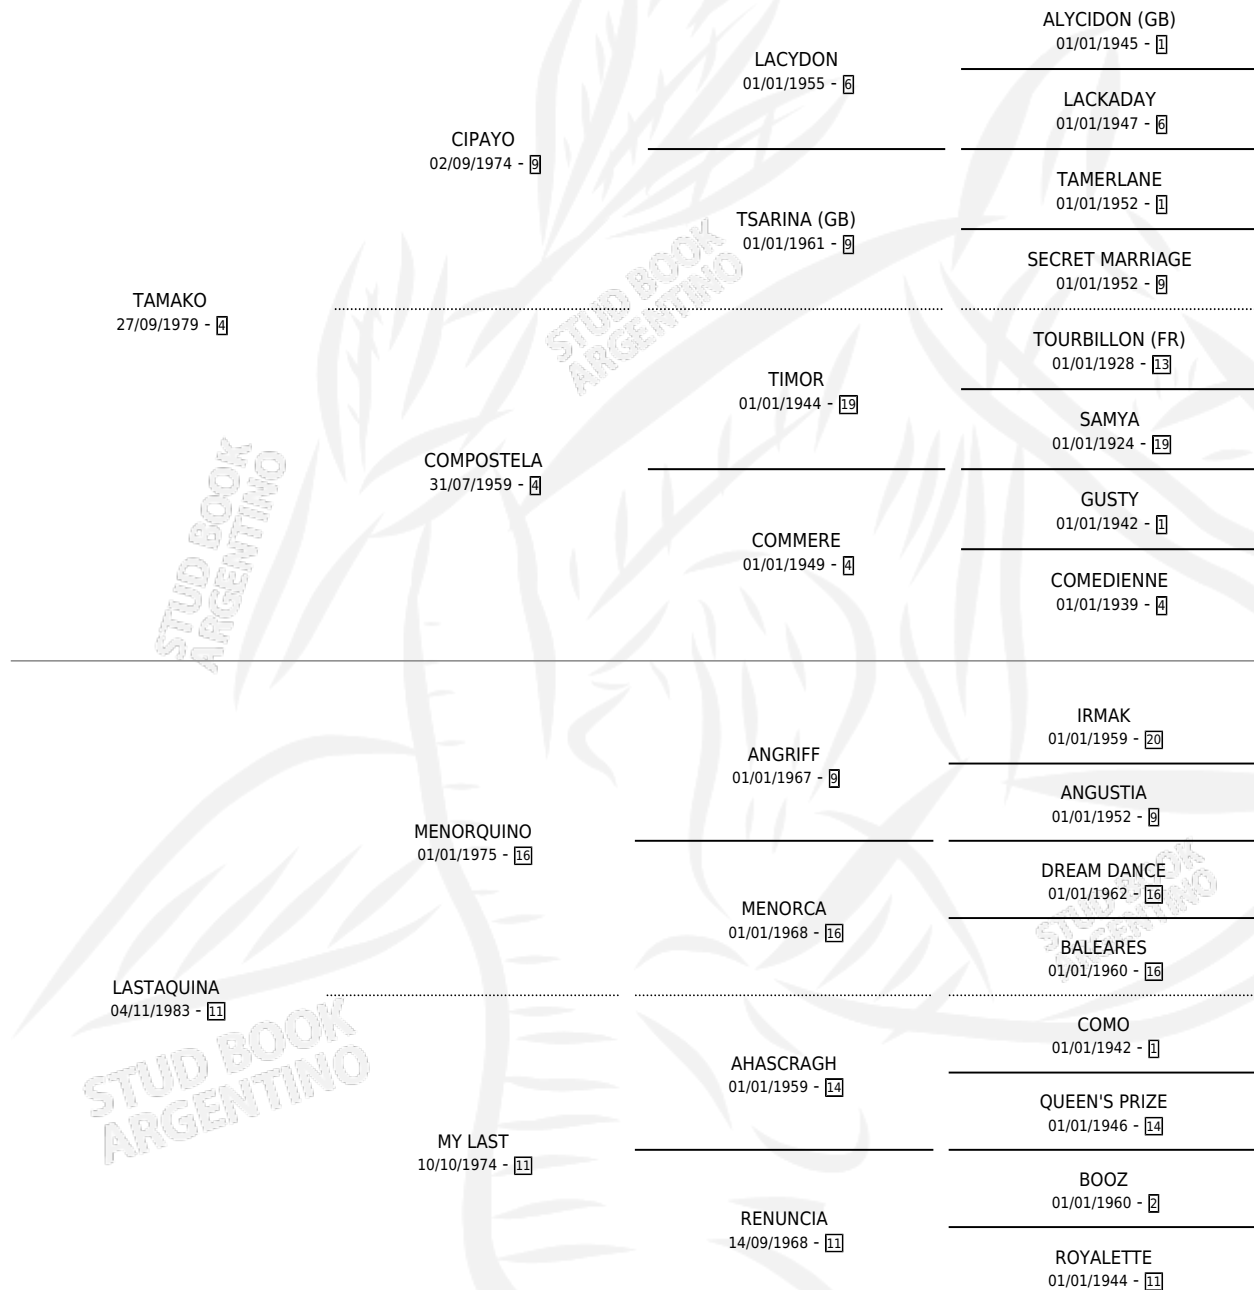 TAMAKO
27/09/1979 - 4
CIPAYO
02/09/1974 - 9
LACYDON
01/01/1955 - 6
ALYCIDON (GB)
01/01/1945 - 1
LACKADAY
01/01/1947 - 6
TSARINA (GB)
01/01/1961 - 9
TAMERLANE
01/01/1952 - 1
SECRET MARRIAGE
01/01/1952 - 9
COMPOSTELA
31/07/1959 - 4
TIMOR
01/01/1944 - 19
TOURBILLON (FR)
01/01/1928 - 13
SAMYA
01/01/1924 - 19
COMMERE
01/01/1949 - 4
GUSTY
01/01/1942 - 1
COMEDIENNE
01/01/1939 - 4
LASTAQUINA
04/11/1983 - 11
MENORQUINO
01/01/1975 - 16
ANGRIFF
01/01/1967 - 9
IRMAK
01/01/1959 - 20
ANGUSTIA
01/01/1952 - 9
MENORCA
01/01/1968 - 16
DREAM DANCE
01/01/1962 - 16
BALEARES
01/01/1960 - 16
MY LAST
10/10/1974 - 11
AHASCRAGH
01/01/1959 - 14
COMO
01/01/1942 - 1
QUEEN'S PRIZE
01/01/1946 - 14
RENUNCIA
14/09/1968 - 11
BOOZ
01/01/1960 - 2
ROYALETTE
01/01/1944 - 11
STUD BOOK
ARGENTINO
STUD BOOK
ARGENTINO
STUD BOOK
ARGENTINO
STUD BOOK
ARGENTINO